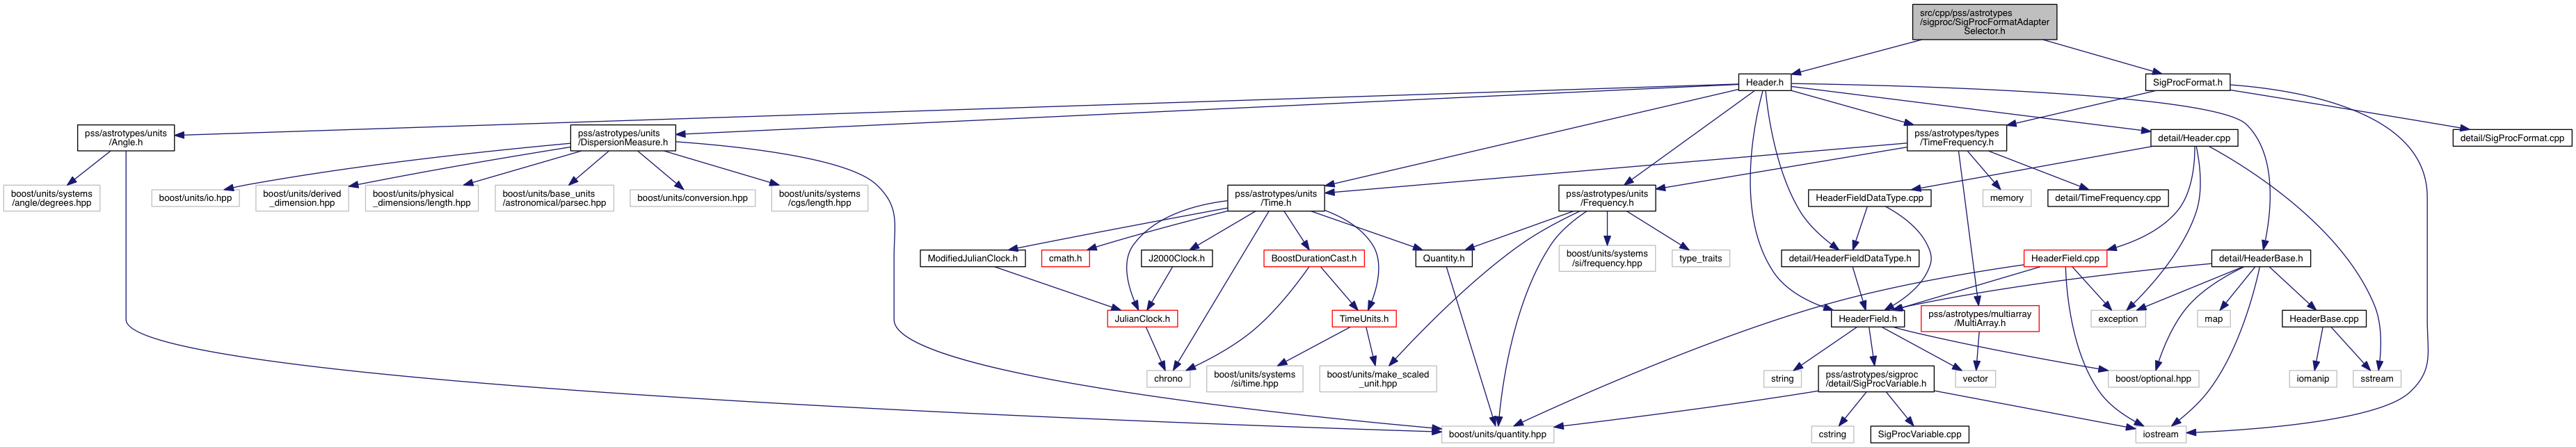 src/cpp/pss/astrotypes
/sigproc/SigProcFormatAdapter
Selector.h
Header.h
SigProcFormat.h
pss/astrotypes/units
/Angle.h
pss/astrotypes/units
/DispersionMeasure.h
pss/astrotypes/types
/TimeFrequency.h
detail/Header.cpp
detail/SigProcFormat.cpp
boost/units/systems
/angle/degrees.hpp
boost/units/io.hpp
boost/units/derived
_dimension.hpp
boost/units/physical
_dimensions/length.hpp
boost/units/base_units
/astronomical/parsec.hpp
boost/units/conversion.hpp
boost/units/systems
/cgs/length.hpp
pss/astrotypes/units
/Time.h
pss/astrotypes/units
/Frequency.h
HeaderFieldDataType.cpp
memory
detail/TimeFrequency.cpp
ModifiedJulianClock.h
cmath.h
J2000Clock.h
BoostDurationCast.h
Quantity.h
boost/units/systems
/si/frequency.hpp
type_traits
detail/HeaderFieldDataType.h
HeaderField.cpp
detail/HeaderBase.h
JulianClock.h
TimeUnits.h
HeaderField.h
pss/astrotypes/multiarray
/MultiArray.h
exception
map
HeaderBase.cpp
chrono
boost/units/systems
/si/time.hpp
boost/units/make_scaled
_unit.hpp
string
pss/astrotypes/sigproc
/detail/SigProcVariable.h
vector
boost/optional.hpp
iomanip
sstream
boost/units/quantity.hpp
cstring
SigProcVariable.cpp
iostream